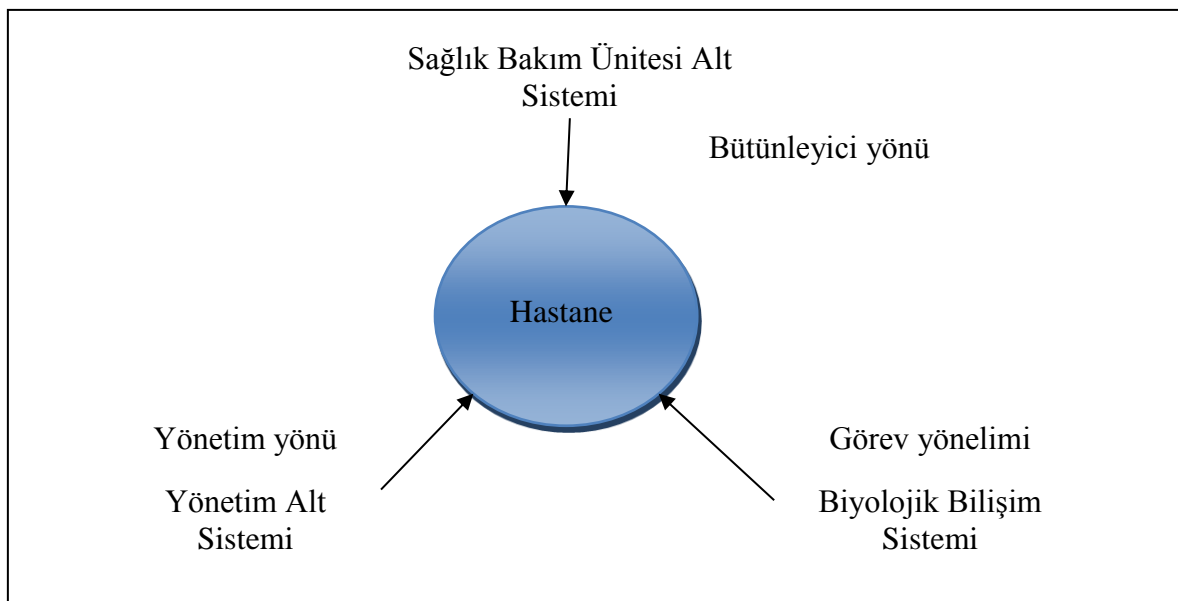 Sağlık Bakım Ünitesi Alt
Sistemi
Bütünleyici yönü
Hastane
Yönetim yönü
Görev yönelimi
Yönetim Alt
Sistemi
Biyolojik Bilişim
Sistemi